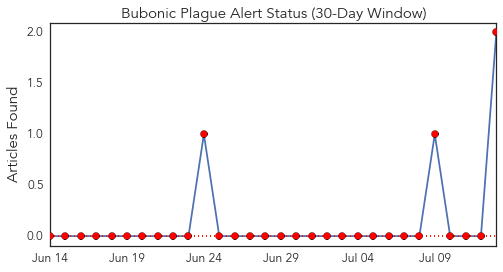 Bubonic Plague Alert Status (30-Day Window)
Articles Found
2.0
1.5
1.0
0.5
0.0
Jun 14 Jun 19 Jun 24 Jun 29 Jul 04 Jul 09